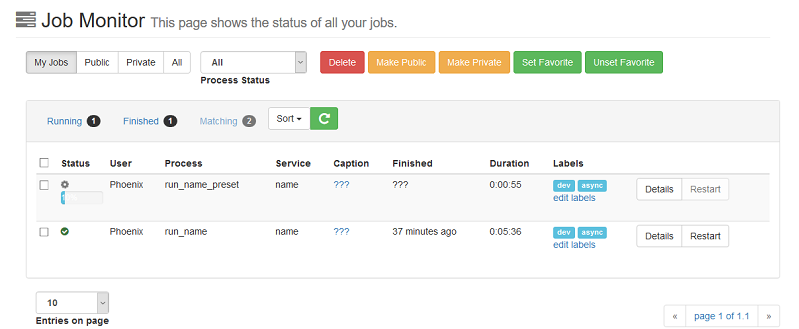 Job Monitor This page shows the status of all your jobs.
My Jobs Public Private All All Delete Make Public Make Private Set Favorite Unset Favorite
Process Status
Running 1 Finished 1 Matching 2 Sort
Status User Process Service Caption Finished Duration Labels
Phoenix run_name_preset name ??? ??? 0:00:55 dev async Details Restart
edit labels
Phoenix run_name name ??? 37 minutes ago 0:05:36 dev async Details Restart
edit labels
10
Entries on page
« page 1 of 1.1 »